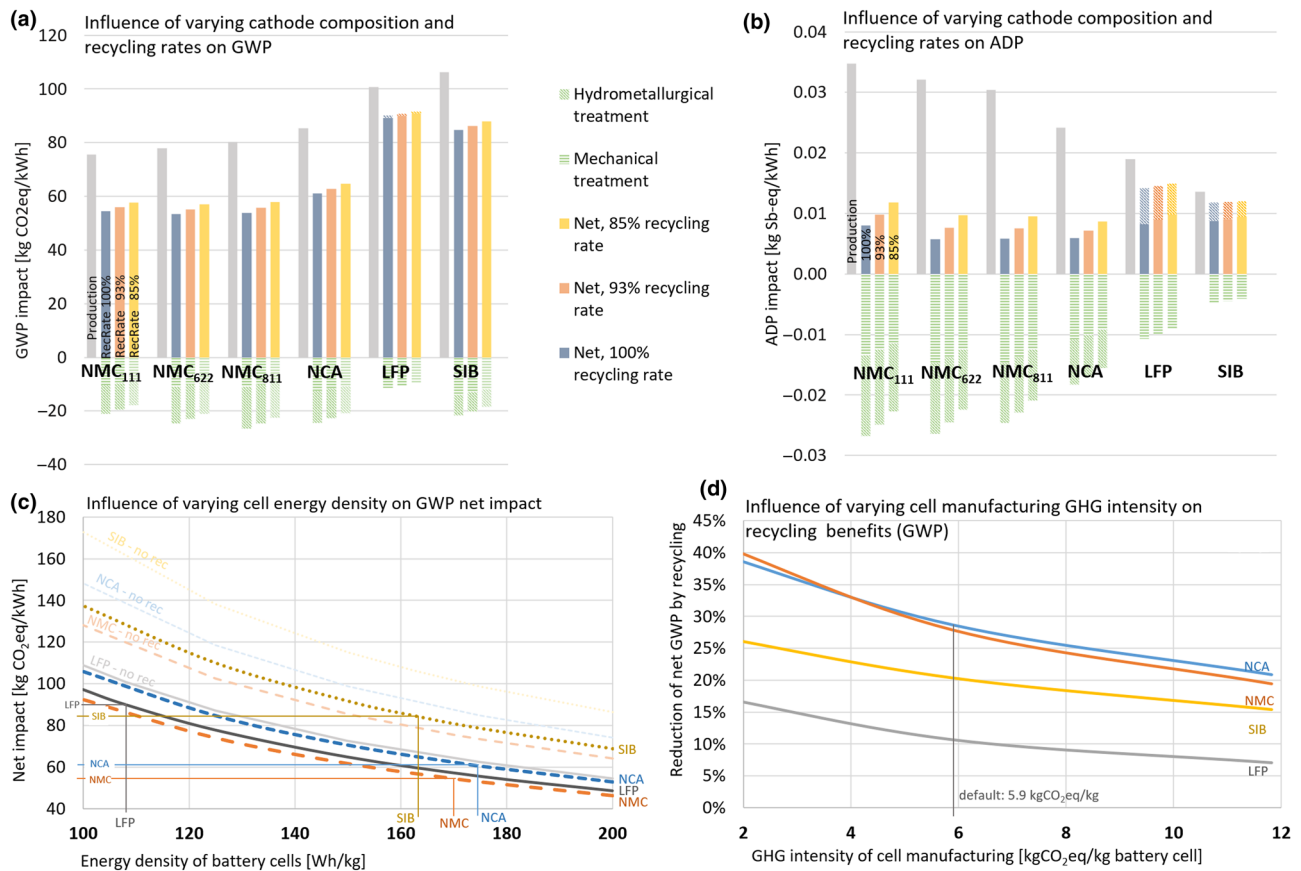 (a)
Influence of varying cathode composition and
recycling rates on GWP
120
100
80
60
40
20
0
−20
−40
GWP impact [kg CO2eq/kWh]
Production
RecRate 100%
RecRate 93%
RecRate 85%
NMC111
NMC622
NMC811
NCA
LFP
SIB
Hydrometallurgical
treatment
Mechanical
treatment
Net, 85% recycling
rate
Net, 93% recycling
rate
Net, 100%
recycling rate
(b)
Influence of varying cathode composition and
recycling rates on ADP
0.04
0.03
0.02
0.01
0.00
−0.01
−0.02
−0.03
ADP impact [kg Sb-eq/kWh]
Production
100%
93%
85%
NMC111
NMC622
NMC811
NCA
LFP
SIB
(c)
Influence of varying cell energy density on GWP net impact
180
160
140
120
100
80
60
40
Net impact [kg CO2eq/kWh]
SIB - no rec
NCA - no rec
NMC - no rec
LFP - no rec
LFP
SIB
NCA
NMC
SIB
NCA
LFP
NMC
LFP
SIB
NMC
NCA
100
120
140
160
180
200
Energy density of battery cells [Wh/kg]
(d)
Influence of varying cell manufacturing GHG intensity on
recycling benefits (GWP)
45%
40%
35%
30%
25%
20%
15%
10%
5%
0%
Reduction of net GWP by recycling
NCA
NMC
SIB
LFP
default: 5.9 kgCO2eq/kg
2
4
6
8
10
12
GHG intensity of cell manufacturing [kgCO2eq/kg battery cell]